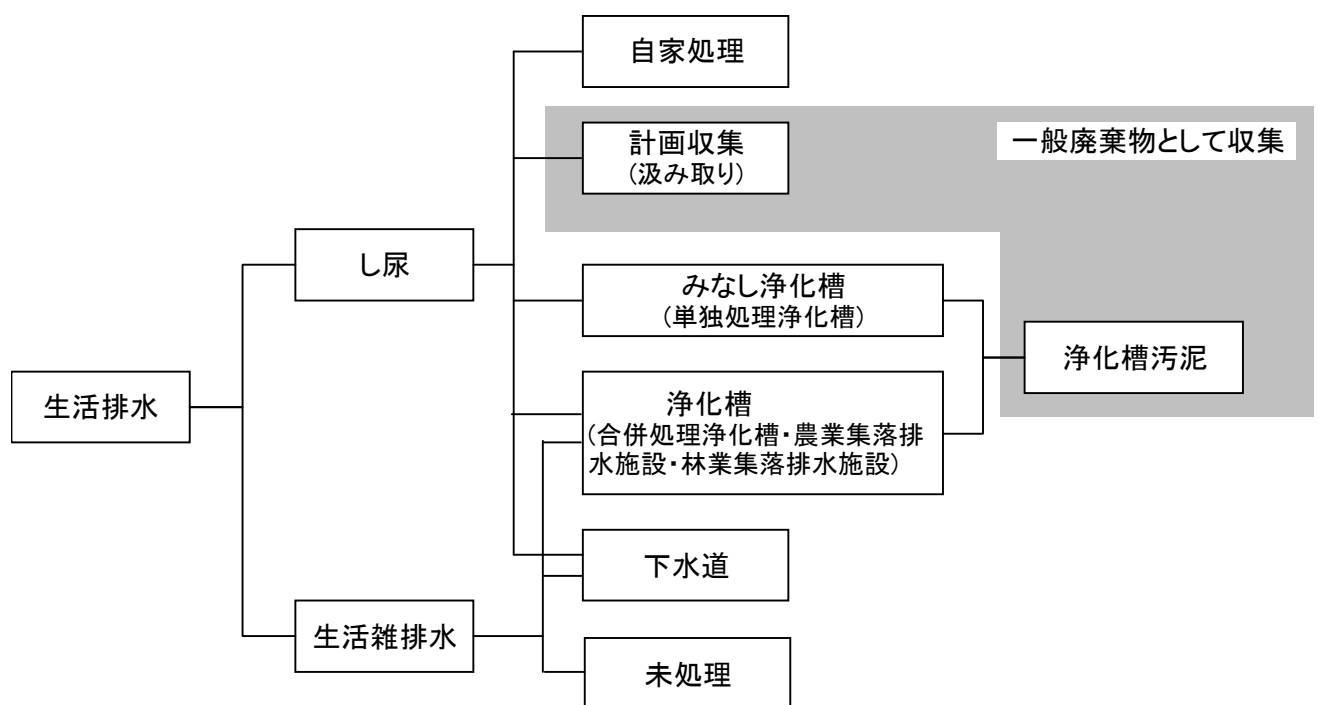 自家処理
計画収集
(汲み取り)
一般廃棄物として収集
し尿
みなし浄化槽
(単独処理浄化槽)
浄化槽汚泥
生活排水
浄化槽
(合併処理浄化槽・農業集落排
水施設・林業集落排水施設)
下水道
生活雑排水
未処理